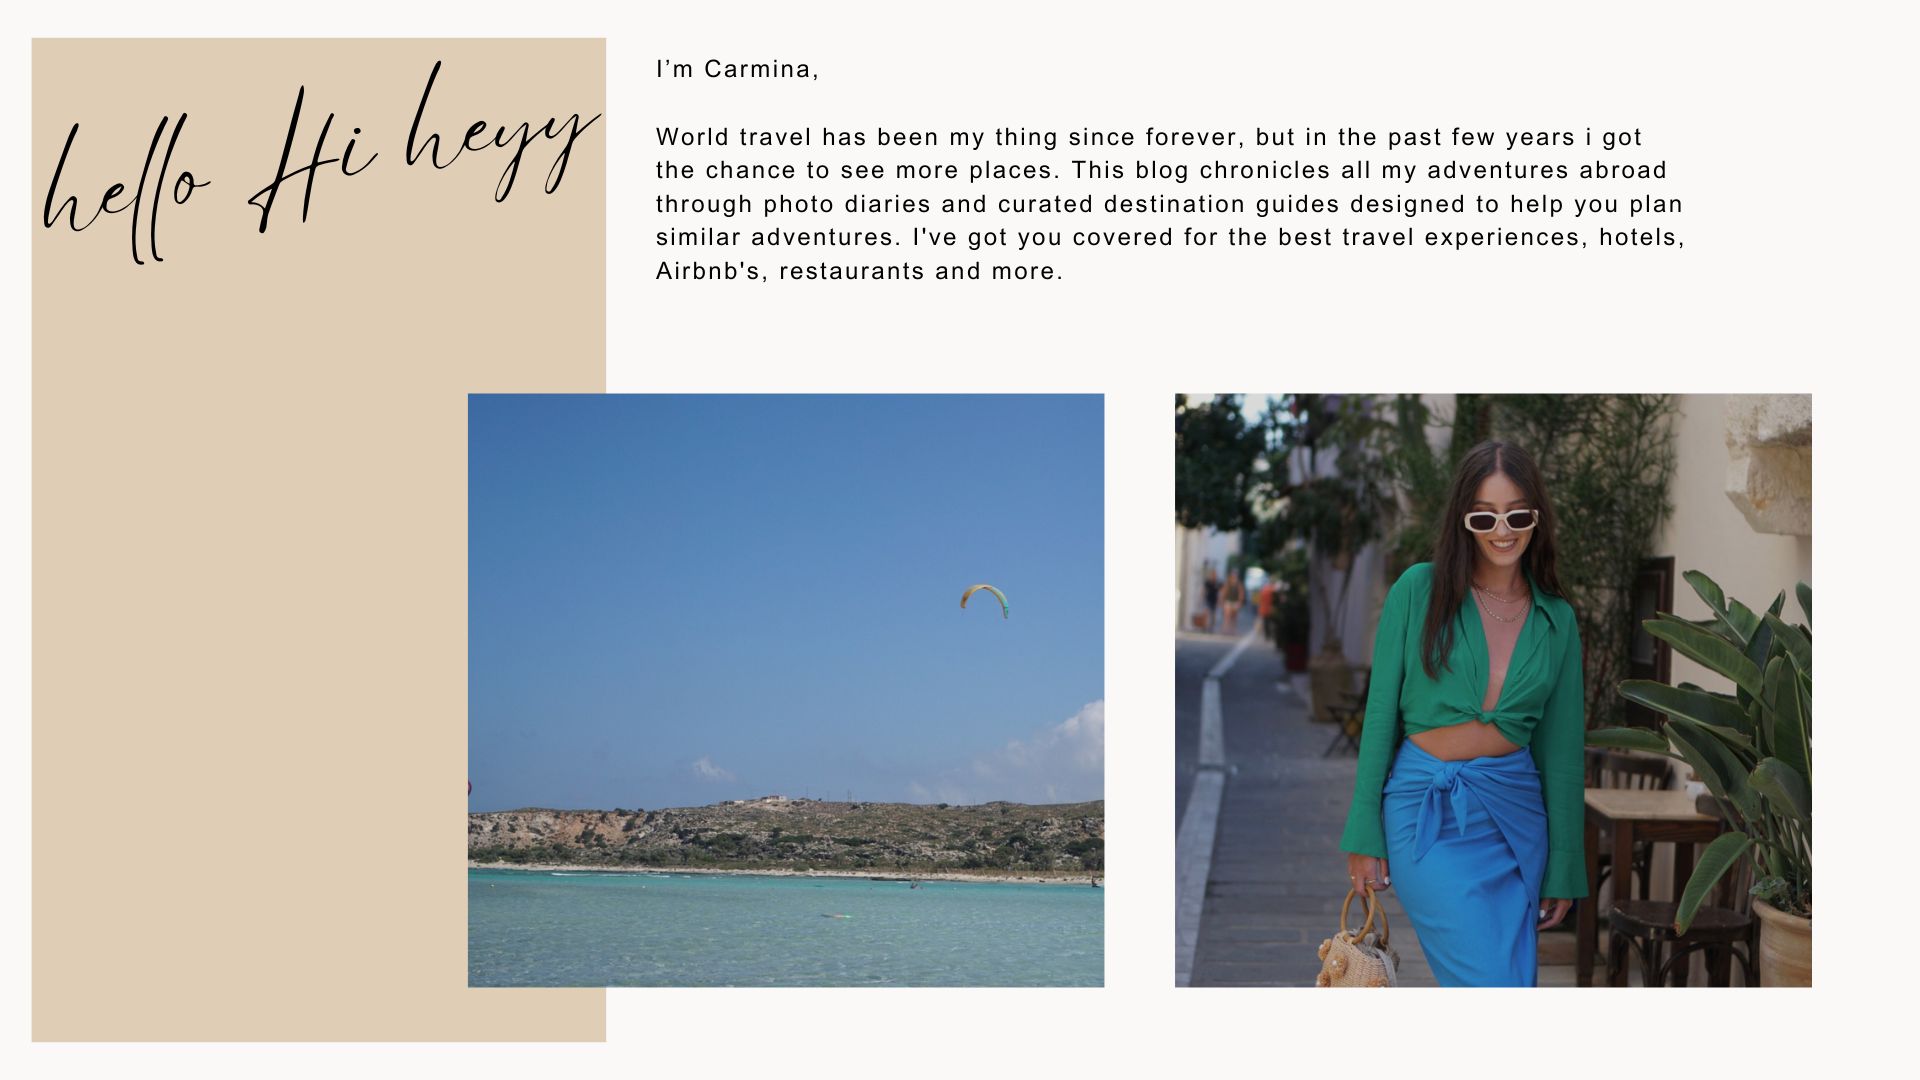 hello Hi heyy
I’m Carmina,
World travel has been my thing since forever, but in the past few years i got
the chance to see more places. This blog chronicles all my adventures abroad
through photo diaries and curated destination guides designed to help you plan
similar adventures. I've got you covered for the best travel experiences, hotels,
Airbnb's, restaurants and more.